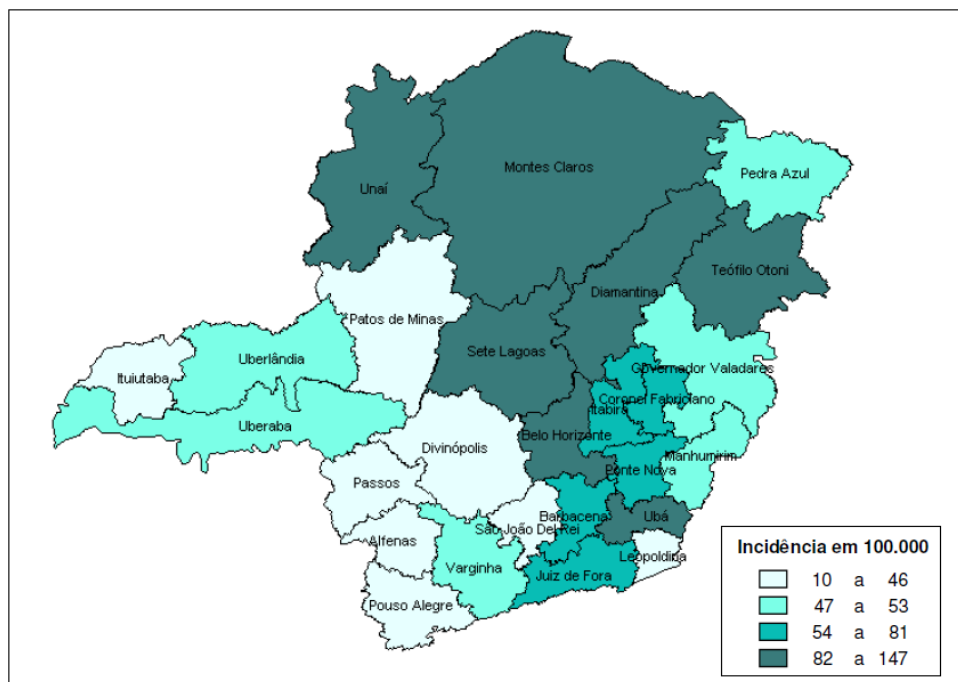 Montes Claros
Pedra Azul
Unaí
Teófilo Otoni
Diamantina
Patos de Minas
Sete Lagoas
Uberlândia
Governador Valadares
Ituiutaba
Coronel Fabriciano
Itabira
Uberaba
Belo Horizonte
Divinópolis
Manhumirim
Ponte Nova
Passos
Barbacena
Ubá
São João Del Rei
Alfenas
Leopoldina
Varginha
Juiz de Fora
Pouso Alegre
Incidência em 100.000
10 a 46
47 a 53
54 a 81
82 a 147